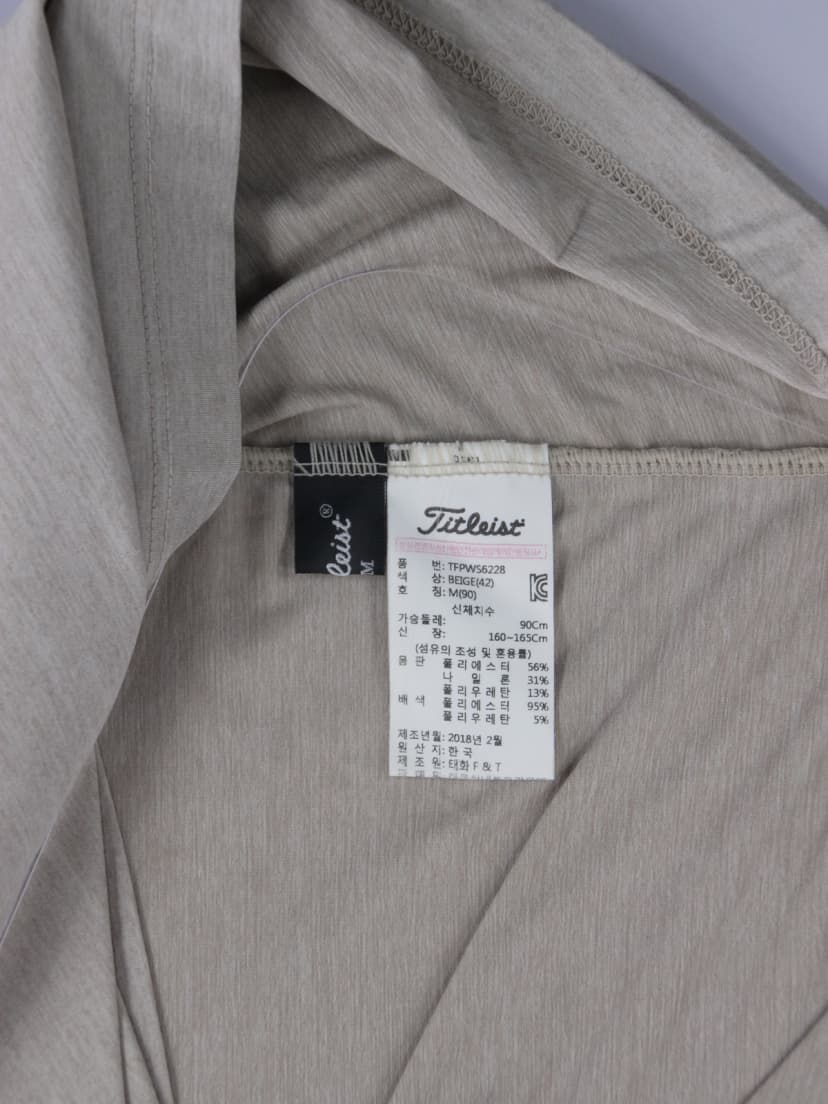 leist®
M
Titleist
품 번: TFPWS6228
색 상: BEIGE(42)
호 칭: M(90)
신체치수
가슴둘레: 90Cm
신 장: 160~165Cm
(섬유의 조성 및 혼용률)
몸 판 폴리에스터 56%
나 일 론 31%
폴리우레탄 13%
배 색 폴리에스터 95%
폴리우레탄 5%
제조년월: 2018년 2월
원 산 지: 한 국
제 조 원: 태화 F & T